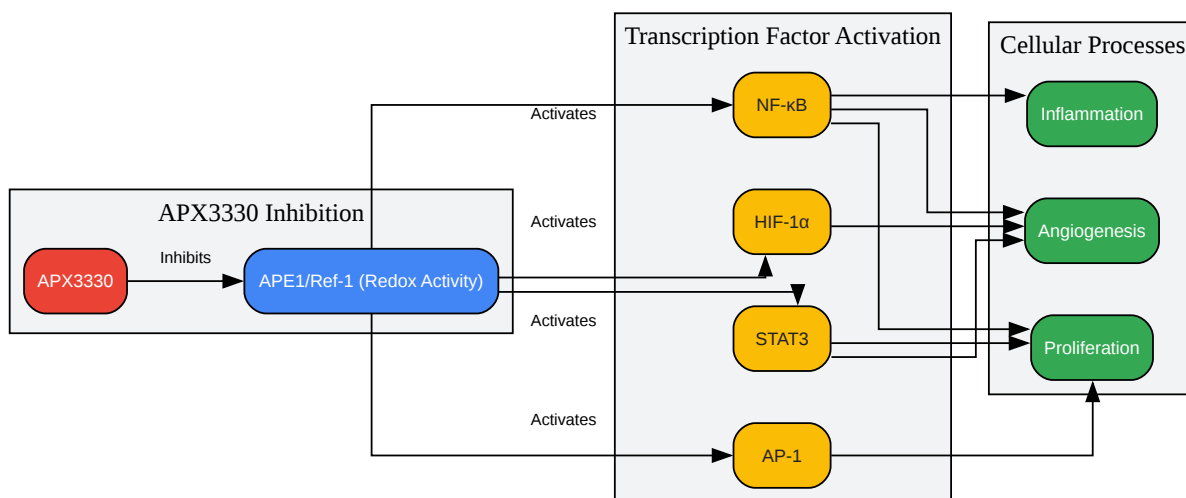 Transcription Factor Activation
Cellular Processes
NF-κB
Inflammation
Activates
APX3330 Inhibition
HIF-1α
Activates
Angiogenesis
Inhibits
APX3330
APE1/Ref-1 (Redox Activity)
Activates
STAT3
Proliferation
Activates
AP-1